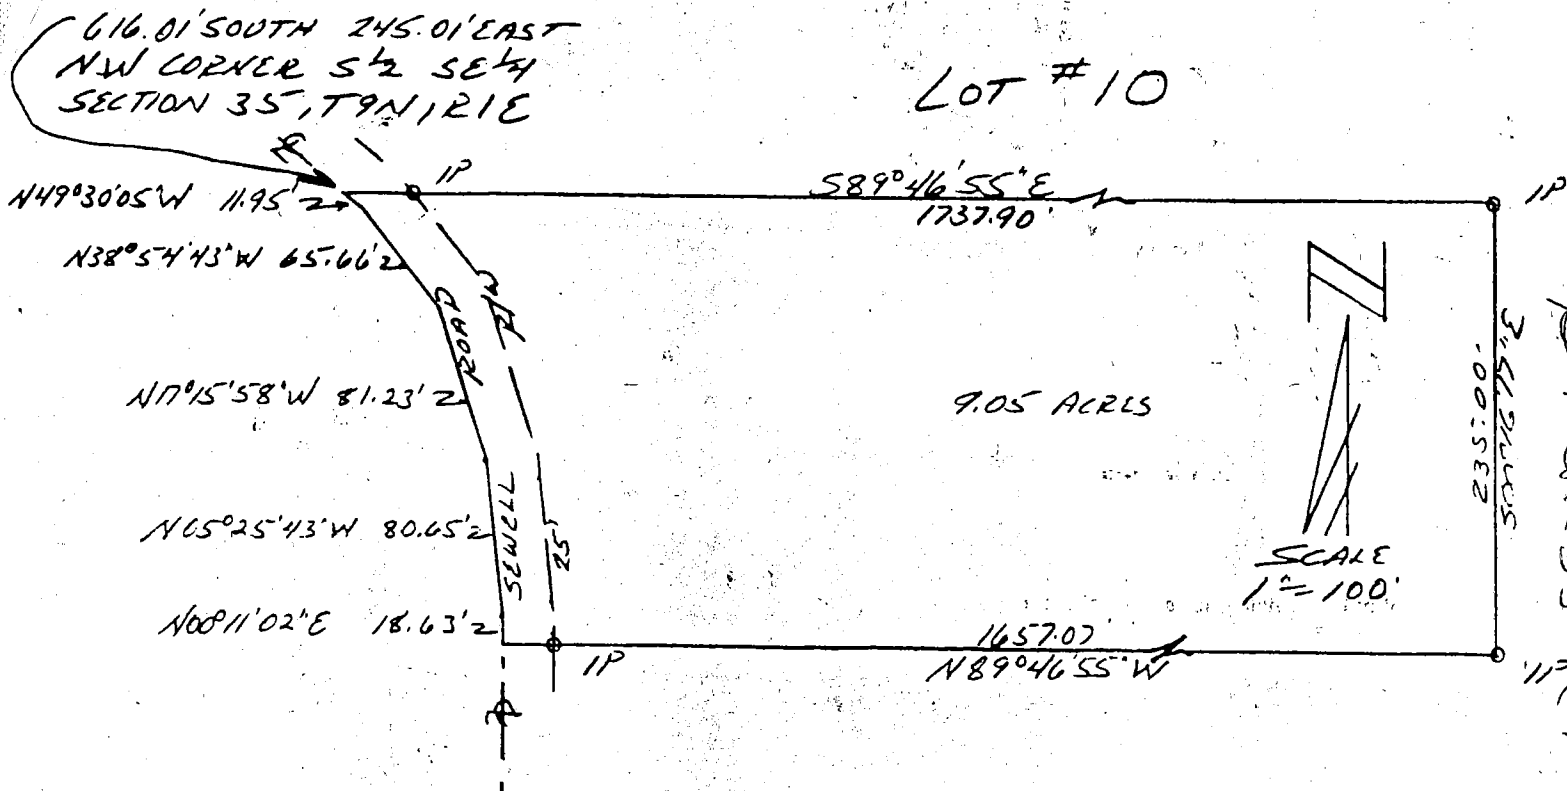 616.01' SOUTH 245.01' EAST
NW CORNER S½ SE¼
SECTION 35, T9N, R1E
LOT #10
N49°30'05"W 11.95'
IP
S89°46'55"E
1737.90'
IP
N38°54'43"W 65.66'
ROAD
R/W
N17°15'58"W 81.23'
9.05 ACRES
235.00'
N65°25'43"W 80.65'
SEWELL
25'
SCALE
1"=100'
N00°11'02"E 18.63'
IP
1657.07'
N89°46'55"W